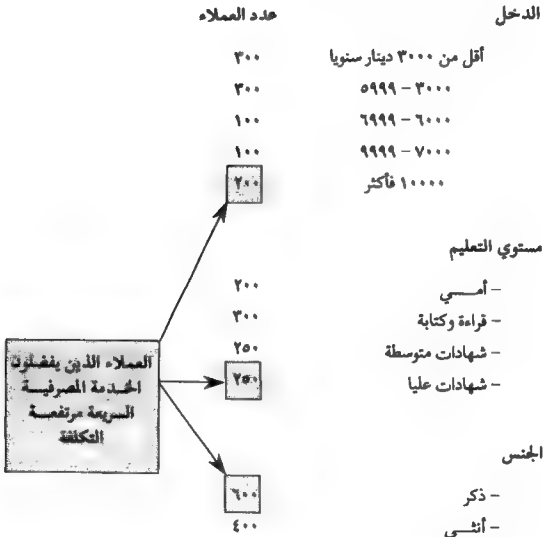 الدخل عدد العملاء
أقل من ٣٠٠٠ دينار سنويا ٣٠٠
٣٠٠٠ – ٥٩٩٩ ٣٠٠
٦٠٠٠ – ٦٩٩٩ ١٠٠
٧٠٠٠ – ٩٩٩٩ ١٠٠
١٠٠٠٠ فأكثر ٢٠٠
مستوي التعليم
– أمـــي ٢٠٠
– قراءة وكتابة ٣٠٠
– شهادات متوسطة ٢٥٠
– شهادات عليا ٢٥٠
العملاء الذين يفضلون
الخدمة المصرفية
السريعة مرتفعة
التكلفة
الجنس
– ذكر ٦٠٠
– أنثـــى ٤٠٠